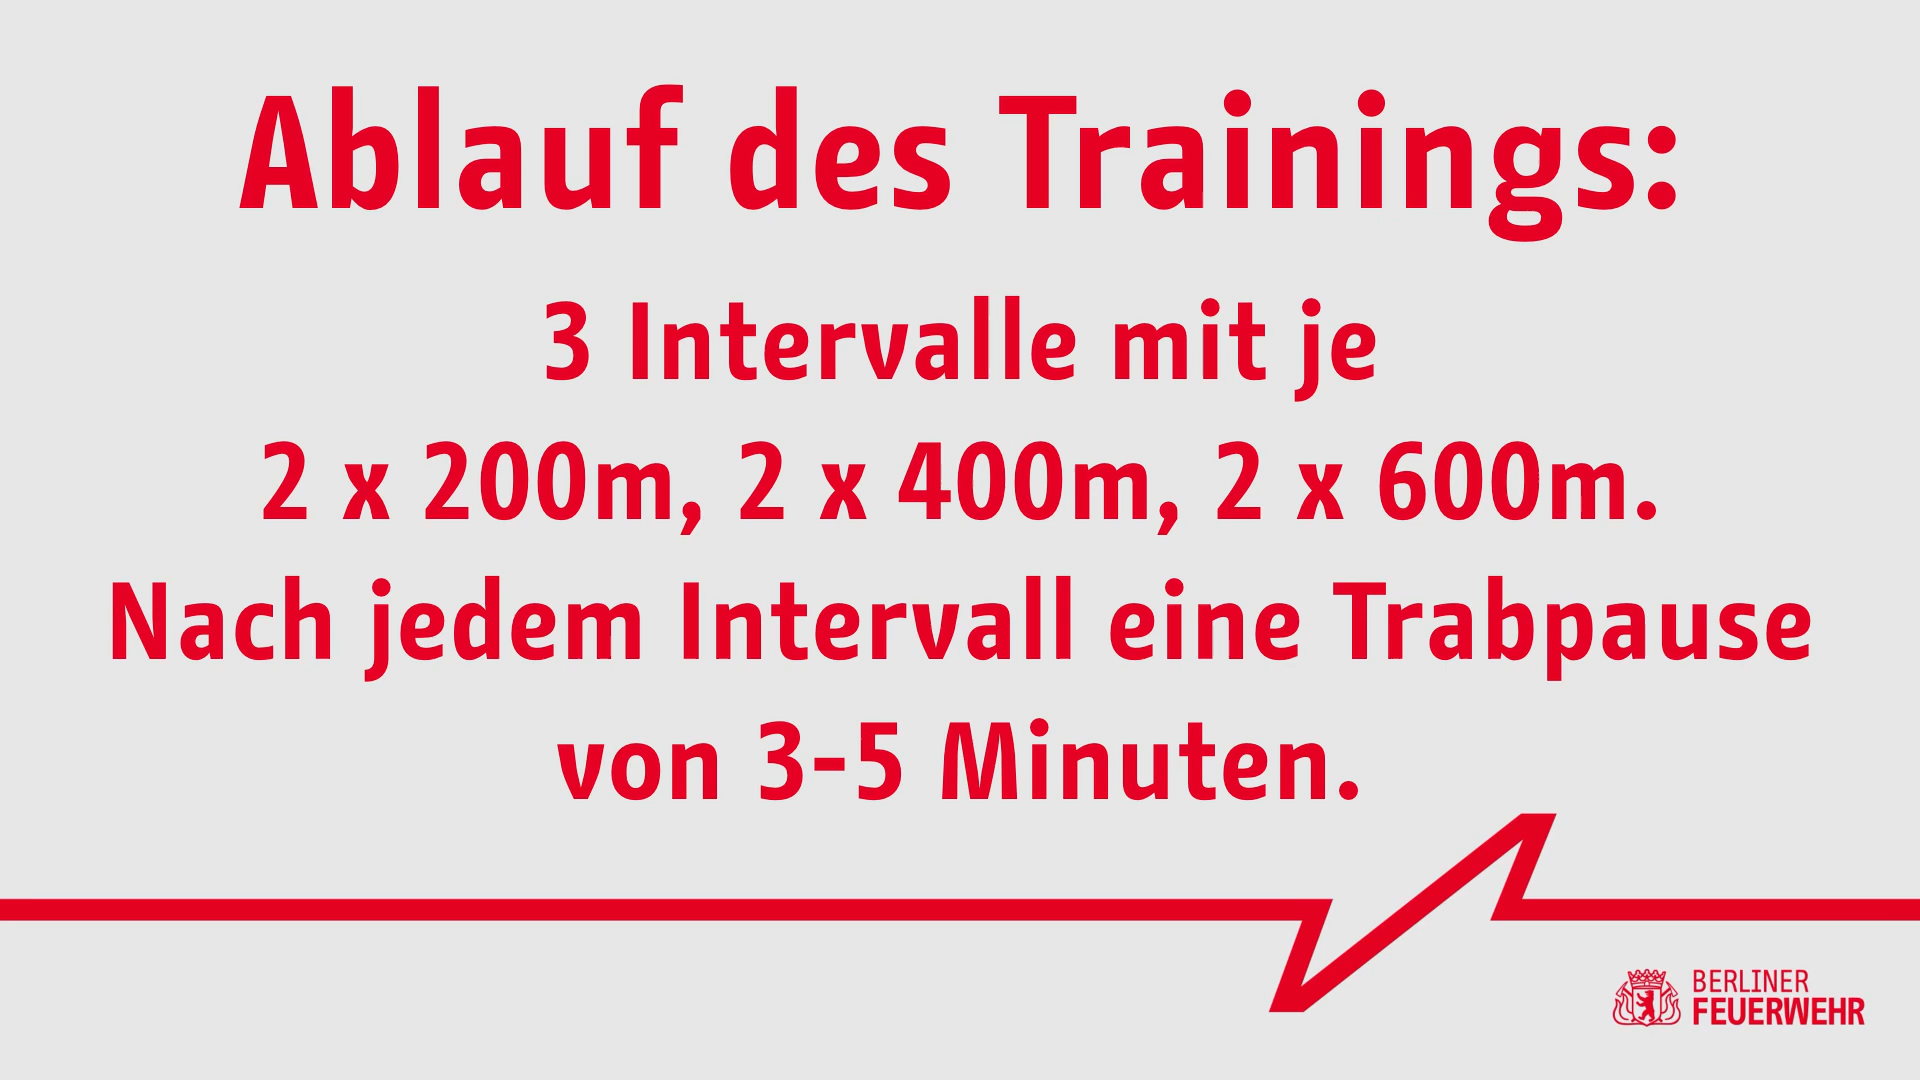 Ablauf des Trainings:
3 Intervalle mit je
2 x 200m, 2 x 400m, 2 x 600m.
Nach jedem Intervall eine Trabpause
von 3-5 Minuten.
BERLINER
FEUERWEHR